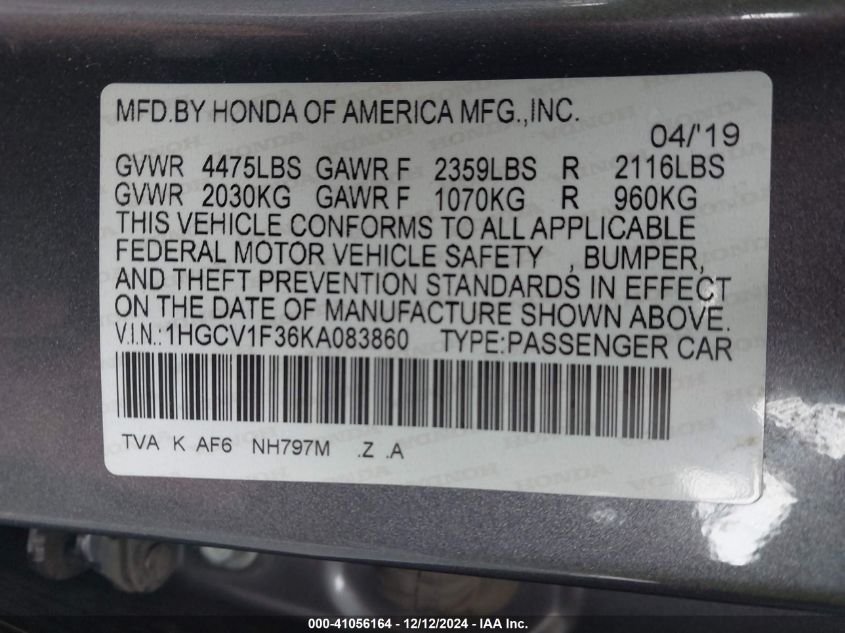 MFD.BY HONDA OF AMERICA MFG.,INC.
04/'19
GVWR 4475LBS GAWR F 2359LBS R 2116LBS
GVWR 2030KG GAWR F 1070KG R 960KG
THIS VEHICLE CONFORMS TO ALL APPLICABLE
FEDERAL MOTOR VEHICLE SAFETY , BUMPER,
AND THEFT PREVENTION STANDARDS IN EFFECT
ON THE DATE OF MANUFACTURE SHOWN ABOVE.
V.I.N.:1HGCV1F36KA083860 TYPE:PASSENGER CAR
TVA K AF6 NH797M .Z .A
000-41056164 - 12/12/2024 - IAAI.com